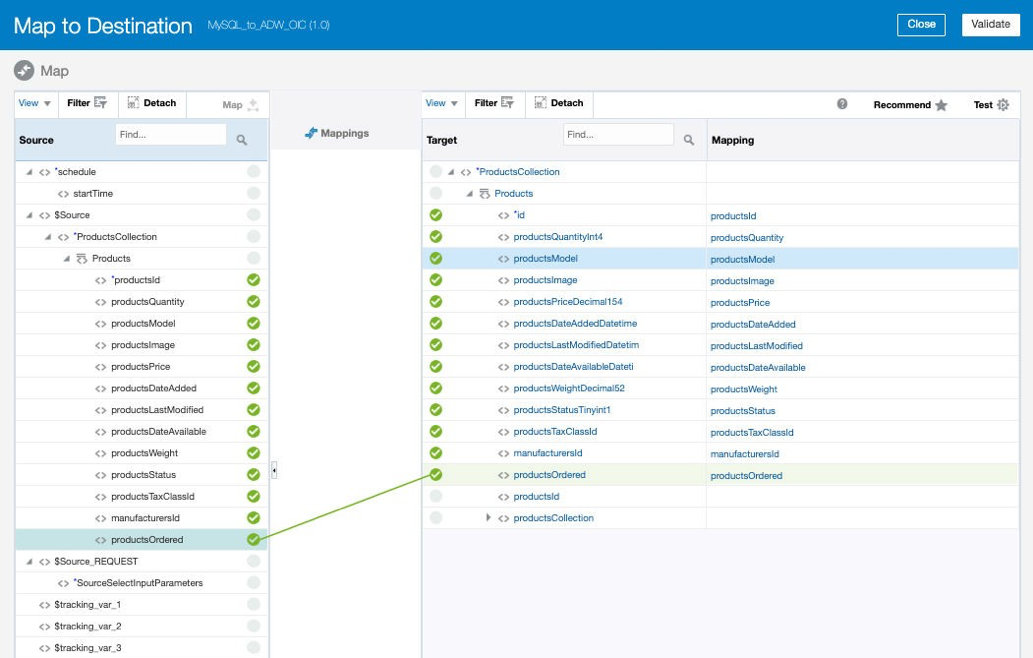 Map to Destination MySQL_to_ADW_OIC (1.0) Close Validate
Map
View Filter Detach Map
Source Find...
*schedule
startTime
$Source
*ProductsCollection
Products
*productsId
productsQuantity
productsModel
productsImage
productsPrice
productsDateAdded
productsLastModified
productsDateAvailable
productsWeight
productsStatus
productsTaxClassId
manufacturersId
productsOrdered
$Source_REQUEST
*SourceSelectInputParameters
$tracking_var_1
$tracking_var_2
$tracking_var_3
Mappings
View Filter Detach ? Recommend Test
Target Find... Mapping
*ProductsCollection
Products
*id productsId
productsQuantityInt4 productsQuantity
productsModel productsModel
productsImage productsImage
productsPriceDecimal154 productsPrice
productsDateAddedDatetime productsDateAdded
productsLastModifiedDatetim productsLastModified
productsDateAvailableDateti productsDateAvailable
productsWeightDecimal52 productsWeight
productsStatusTinyint1 productsStatus
productsTaxClassId productsTaxClassId
manufacturersId manufacturersId
productsOrdered productsOrdered
productsId
productsCollection